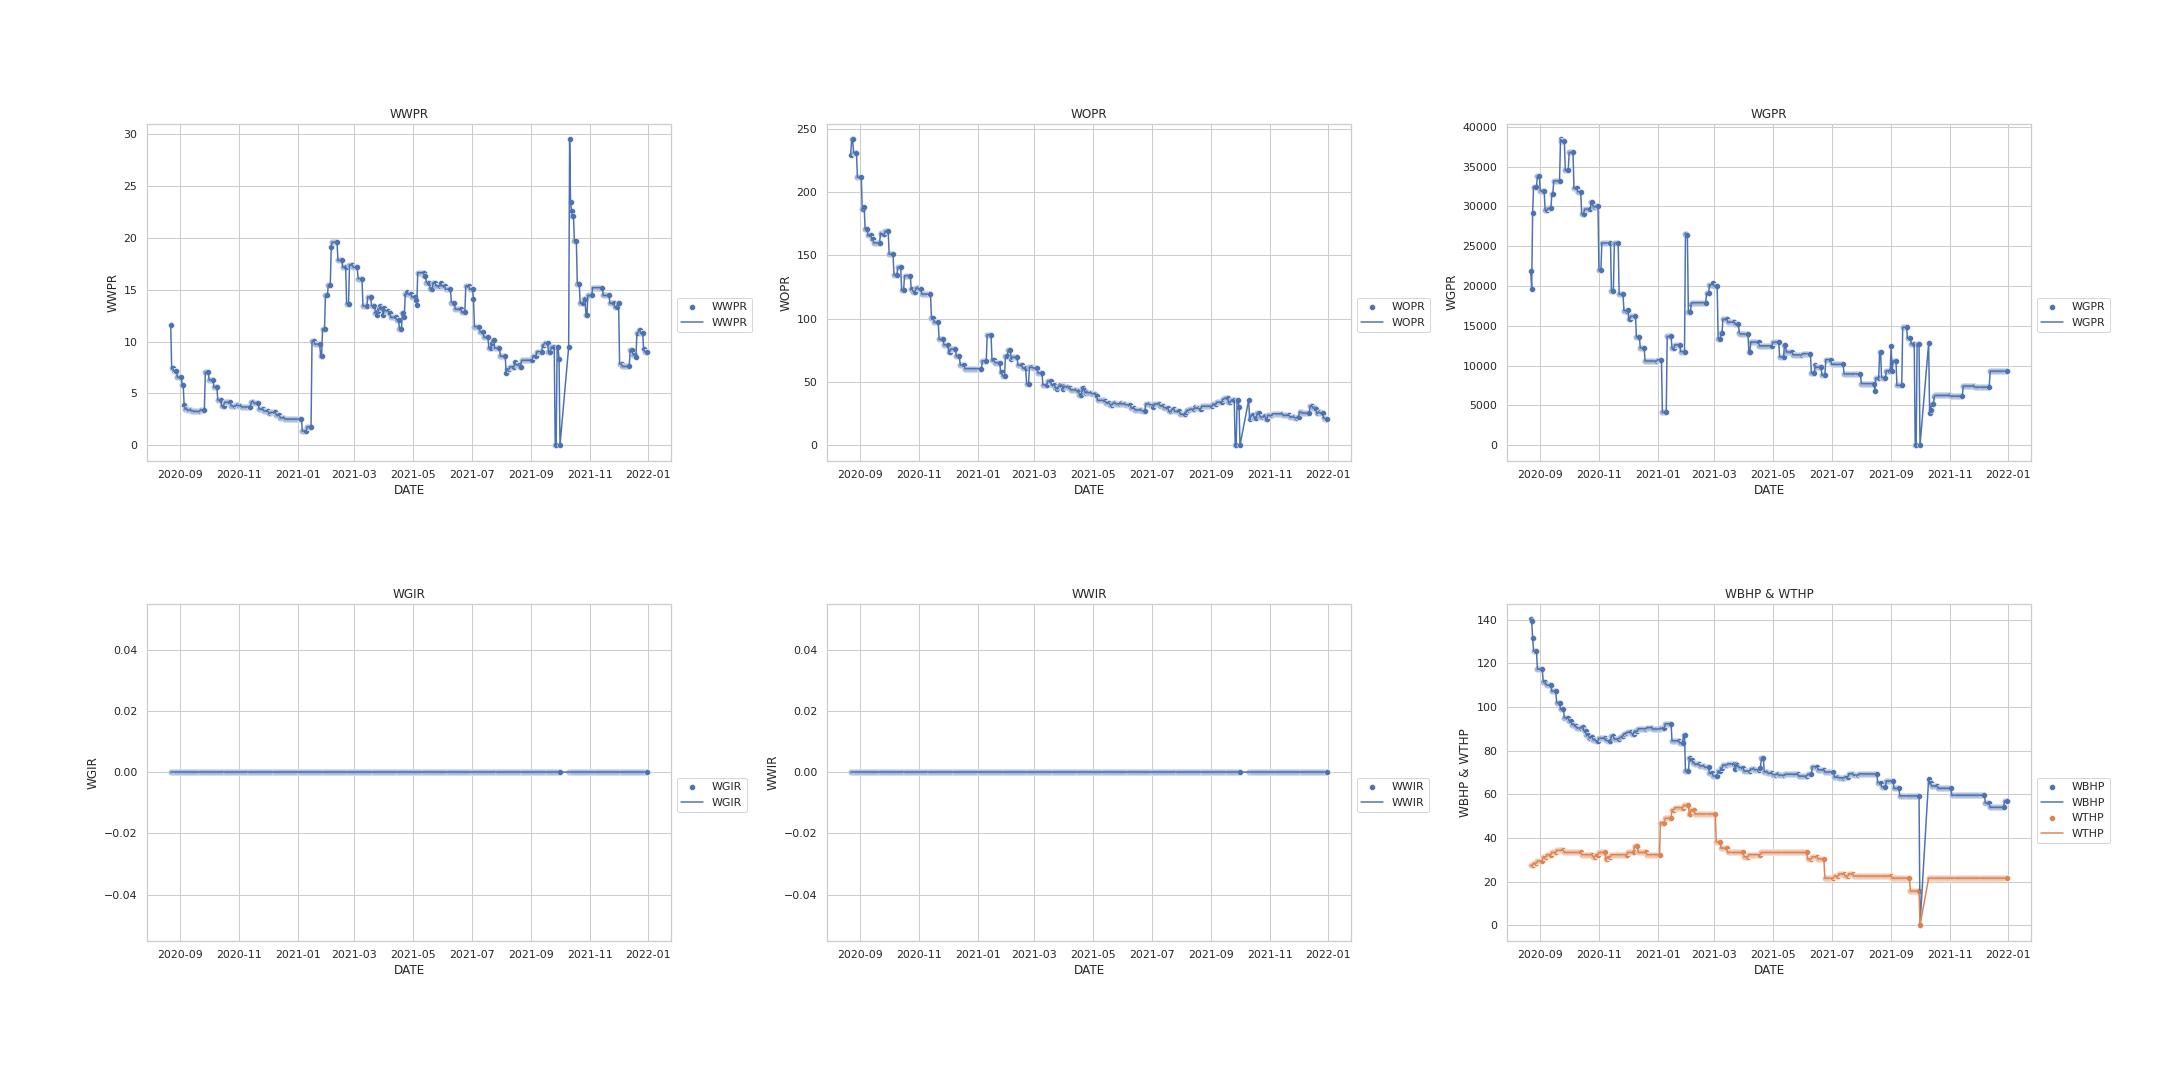 WWPR
30
25
20
15
10
5
0
WWPR
2020-09 2020-11 2021-01 2021-03 2021-05 2021-07 2021-09 2021-11 2022-01
DATE
WWPR
WWPR
WOPR
250
200
150
100
50
0
WOPR
2020-09 2020-11 2021-01 2021-03 2021-05 2021-07 2021-09 2021-11 2022-01
DATE
WOPR
WOPR
WGPR
40000
35000
30000
25000
20000
15000
10000
5000
0
WGPR
2020-09 2020-11 2021-01 2021-03 2021-05 2021-07 2021-09 2021-11 2022-01
DATE
WGPR
WGPR
WGIR
0.04
0.02
0.00
−0.02
−0.04
WGIR
2020-09 2020-11 2021-01 2021-03 2021-05 2021-07 2021-09 2021-11 2022-01
DATE
WGIR
WGIR
WWIR
0.04
0.02
0.00
−0.02
−0.04
WWIR
2020-09 2020-11 2021-01 2021-03 2021-05 2021-07 2021-09 2021-11 2022-01
DATE
WWIR
WWIR
WBHP & WTHP
140
120
100
80
60
40
20
0
WBHP & WTHP
2020-09 2020-11 2021-01 2021-03 2021-05 2021-07 2021-09 2021-11 2022-01
DATE
WBHP
WBHP
WTHP
WTHP